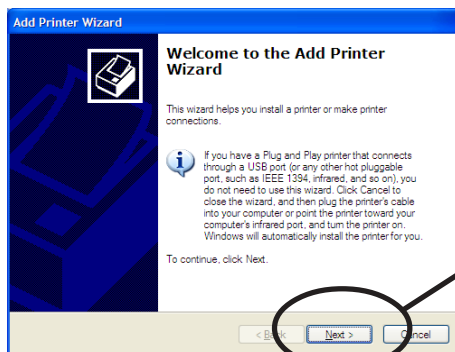 Add Printer Wizard
Welcome to the Add Printer
Wizard
This wizard helps you install a printer or make printer
connections.
If you have a Plug and Play printer that connects
through a USB port (or any other hot pluggable
port, such as IEEE 1394, infrared, and so on), you
do not need to use this wizard. Click Cancel to
close the wizard, and then plug the printer's cable
into your computer or point the printer toward your
computer's infrared port, and turn the printer on.
Windows will automatically install the printer for you.
To continue, click Next.
< Back Next > Cancel